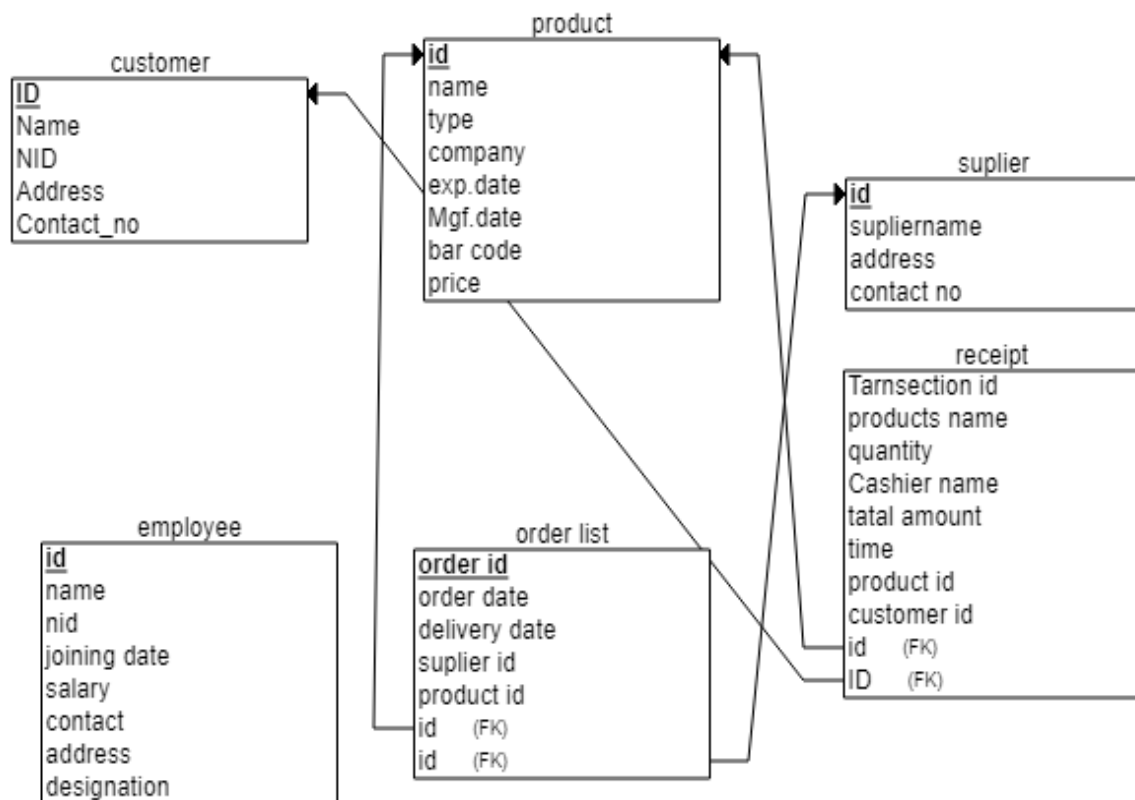 product
id
name
type
company
exp.date
Mgf.date
bar code
price
customer
ID
Name
NID
Address
Contact_no
suplier
id
supliername
address
contact no
receipt
Tarnsection id
products name
quantity
Cashier name
tatal amount
time
product id
customer id
id (FK)
ID (FK)
employee
id
name
nid
joining date
salary
contact
address
designation
order list
order id
order date
delivery date
suplier id
product id
id (FK)
id (FK)